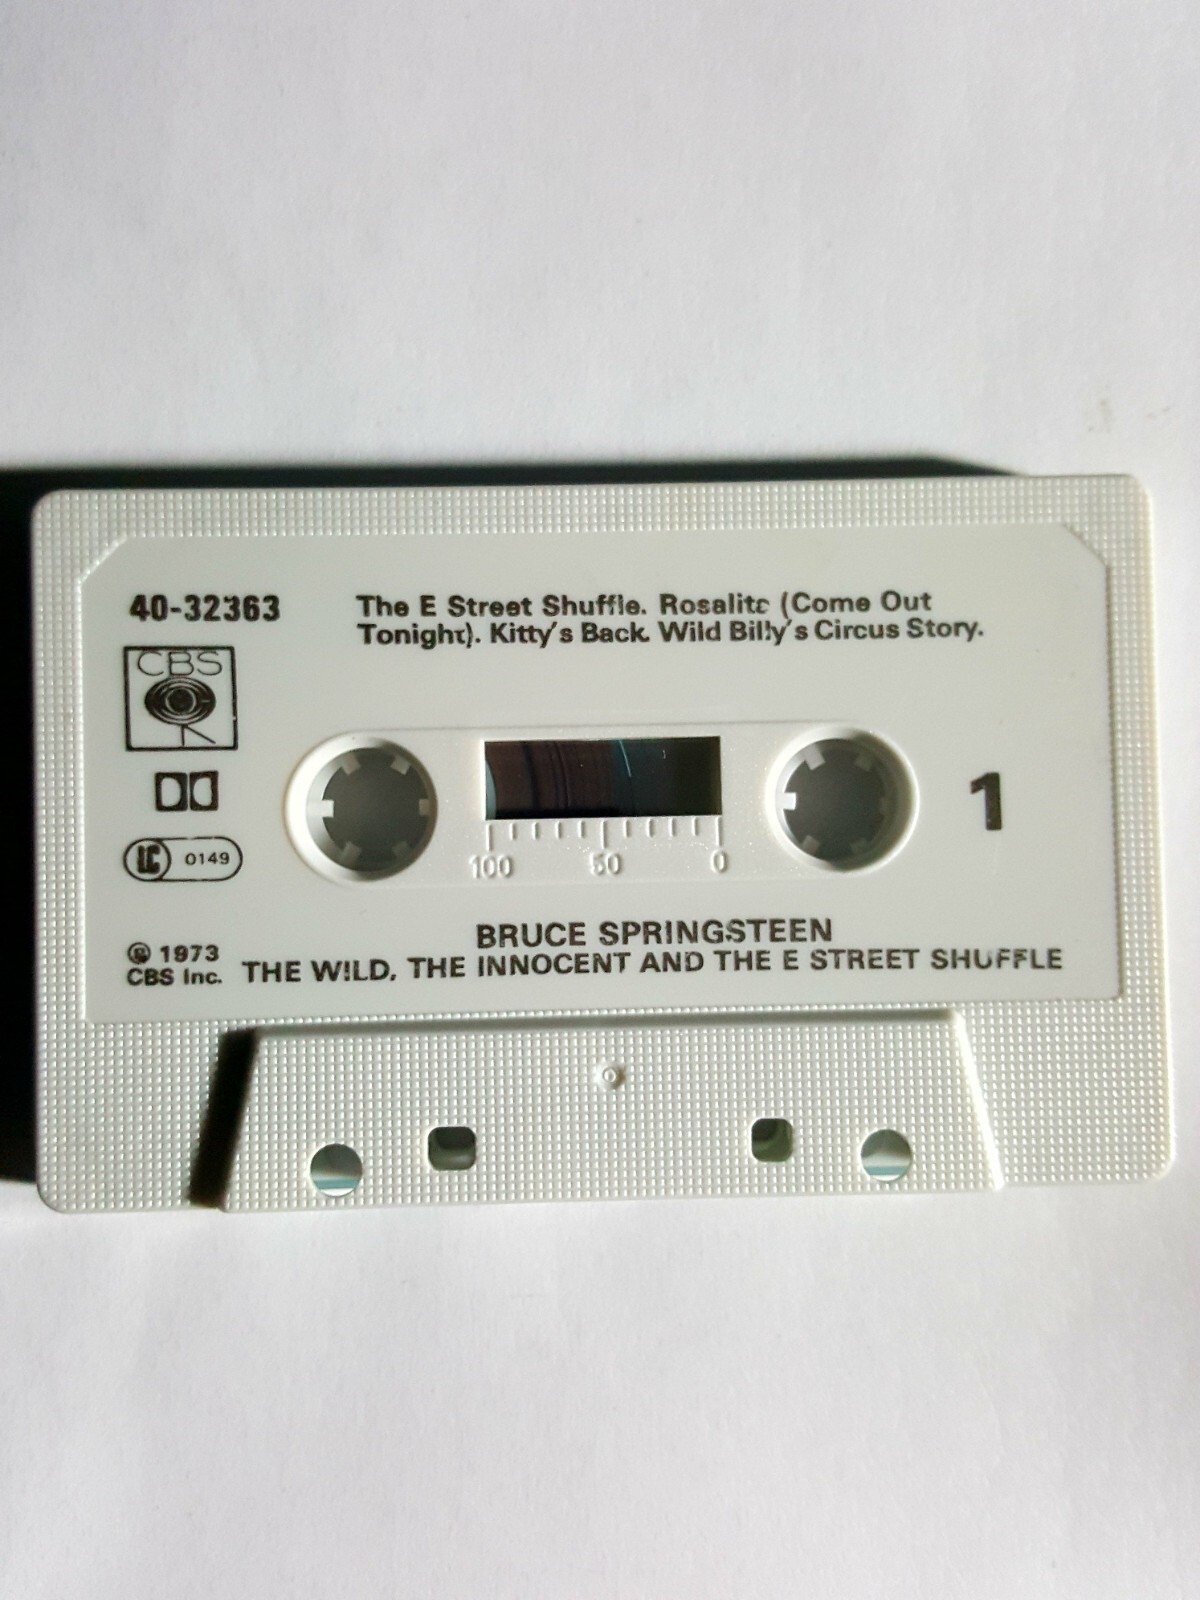 40-32363
The E Street Shuffle. Rosalita (Come Out
Tonight). Kitty's Back. Wild Billy's Circus Story.
CBS
LC 0149
1
100 50 0
℗ 1973
CBS Inc.
BRUCE SPRINGSTEEN
THE WILD, THE INNOCENT AND THE E STREET SHUFFLE